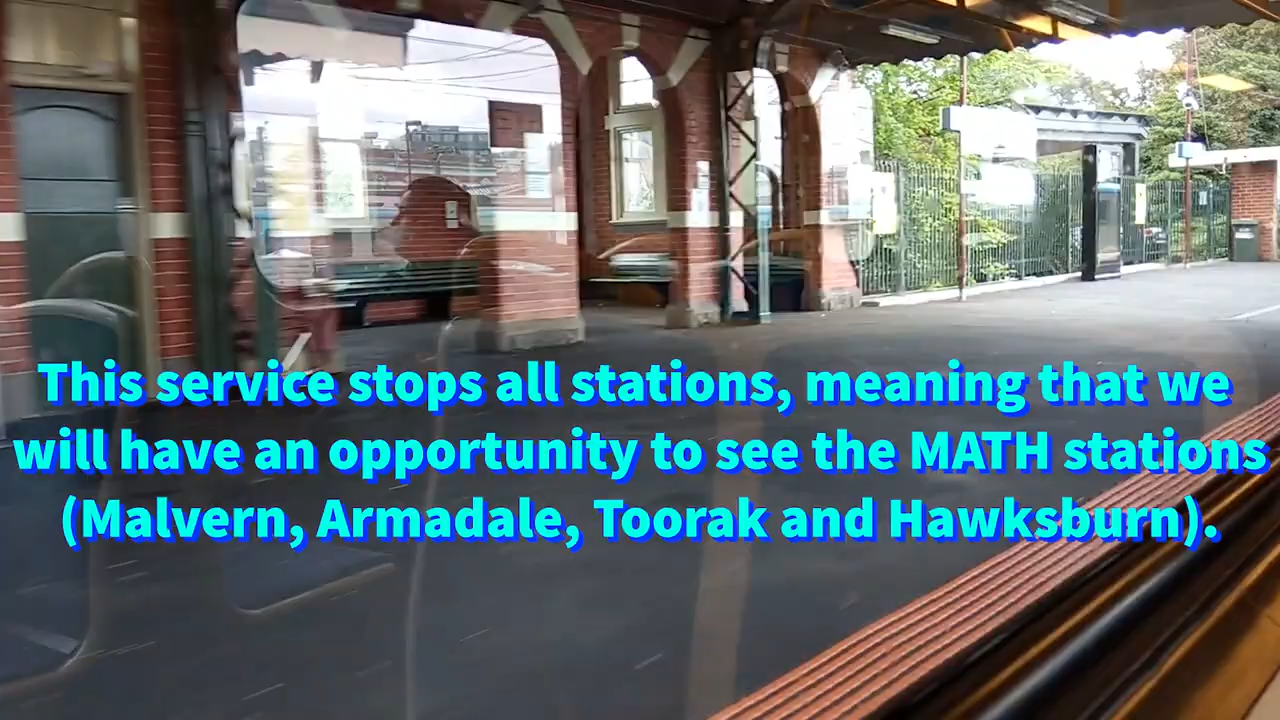 This service stops all stations, meaning that we
will have an opportunity to see the MATH stations
(Malvern, Armadale, Toorak and Hawksburn).